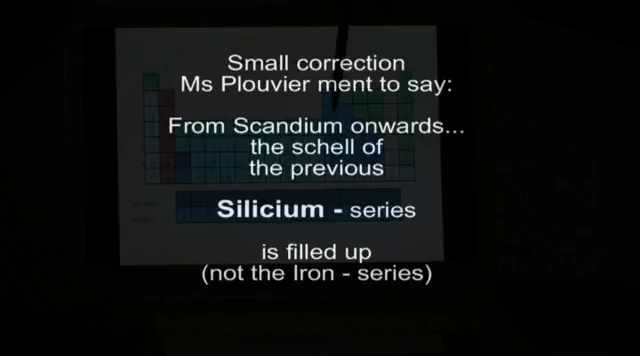 Small correction
Ms Plouvier ment to say:
From Scandium onwards...
the schell of
the previous
Silicium - series
is filled up
(not the Iron - series)